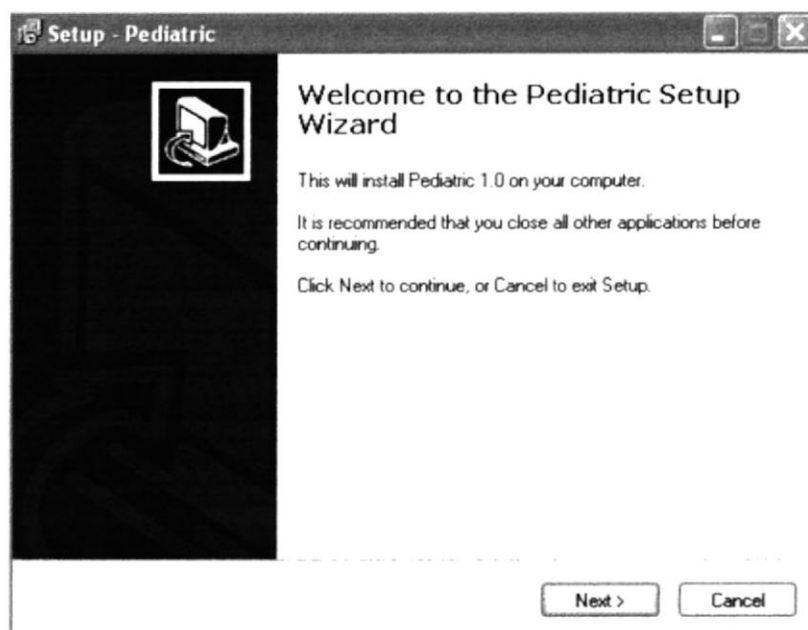 Setup - Pediatric
Welcome to the Pediatric Setup
Wizard
This will install Pediatric 1.0 on your computer.
It is recommended that you close all other applications before
continuing.
Click Next to continue, or Cancel to exit Setup.
Next >
Cancel